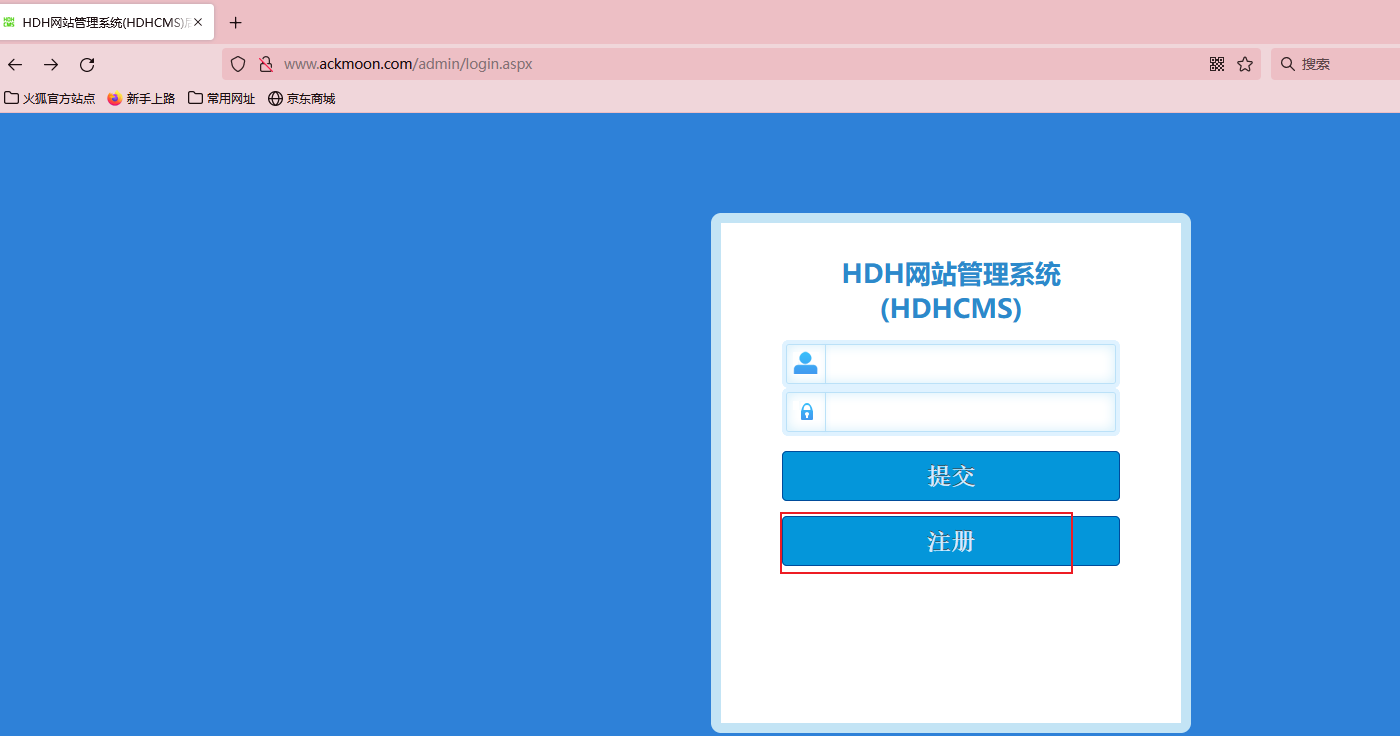 HDH网站管理系统(HDHCMS)
www.ackmoon.com/admin/login.aspx
搜索
火狐官方站点 新手上路 常用网址 京东商城
HDH网站管理系统
(HDHCMS)
提交
注册